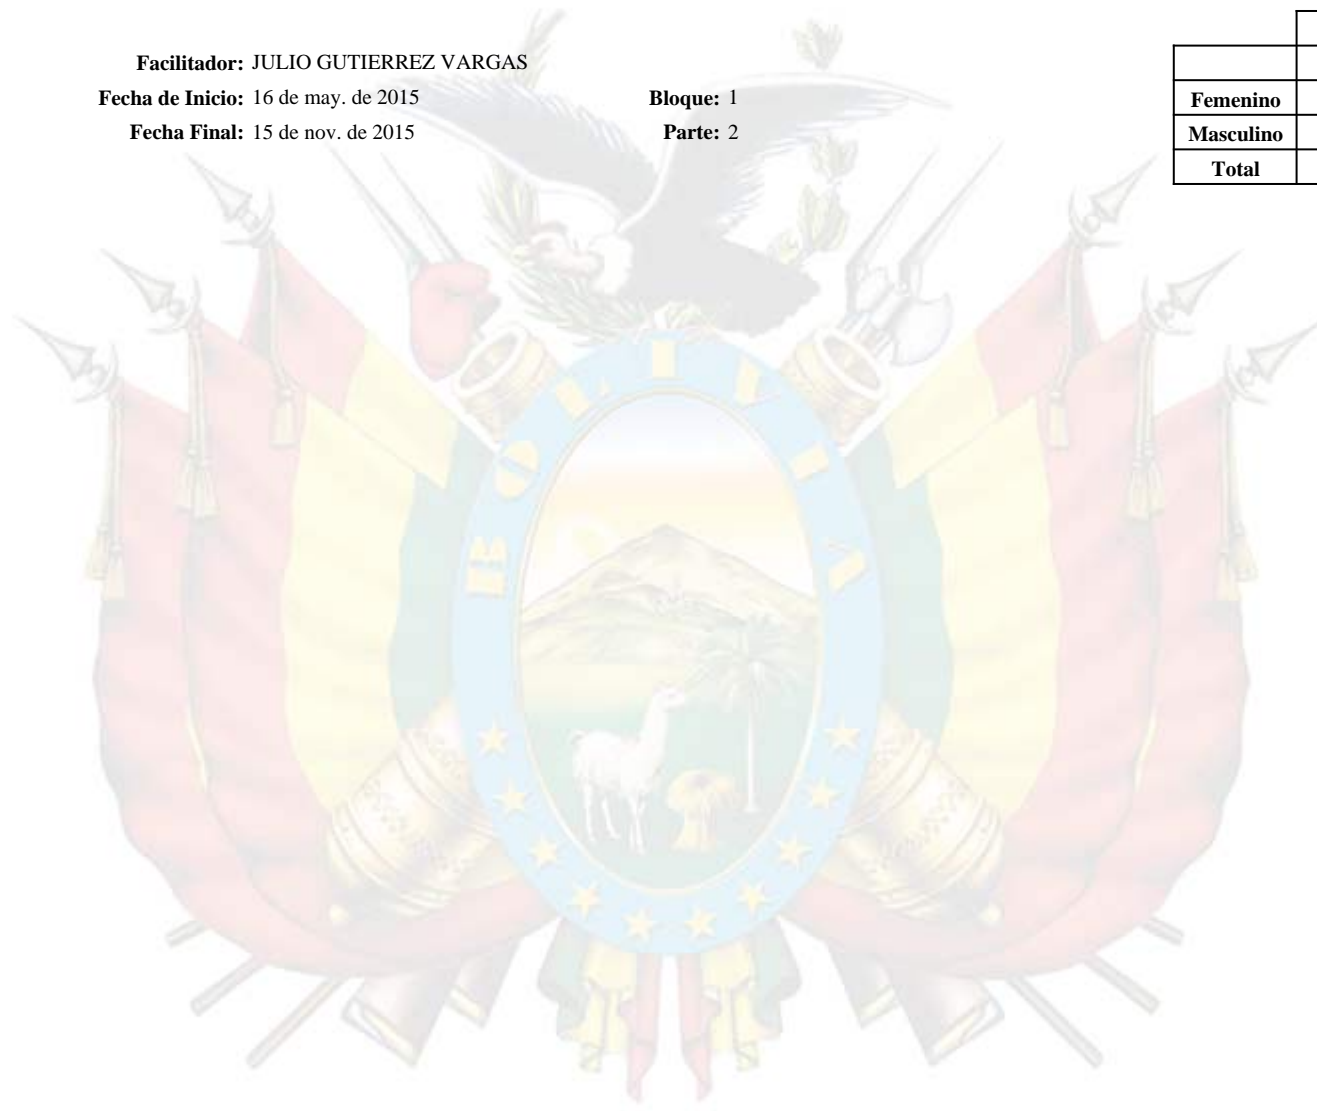 Facilitador: JULIO GUTIERREZ VARGAS
Fecha de Inicio: 16 de may. de 2015 Bloque: 1
Fecha Final: 15 de nov. de 2015 Parte: 2
Femenino
Masculino
Total
BOLIVIA